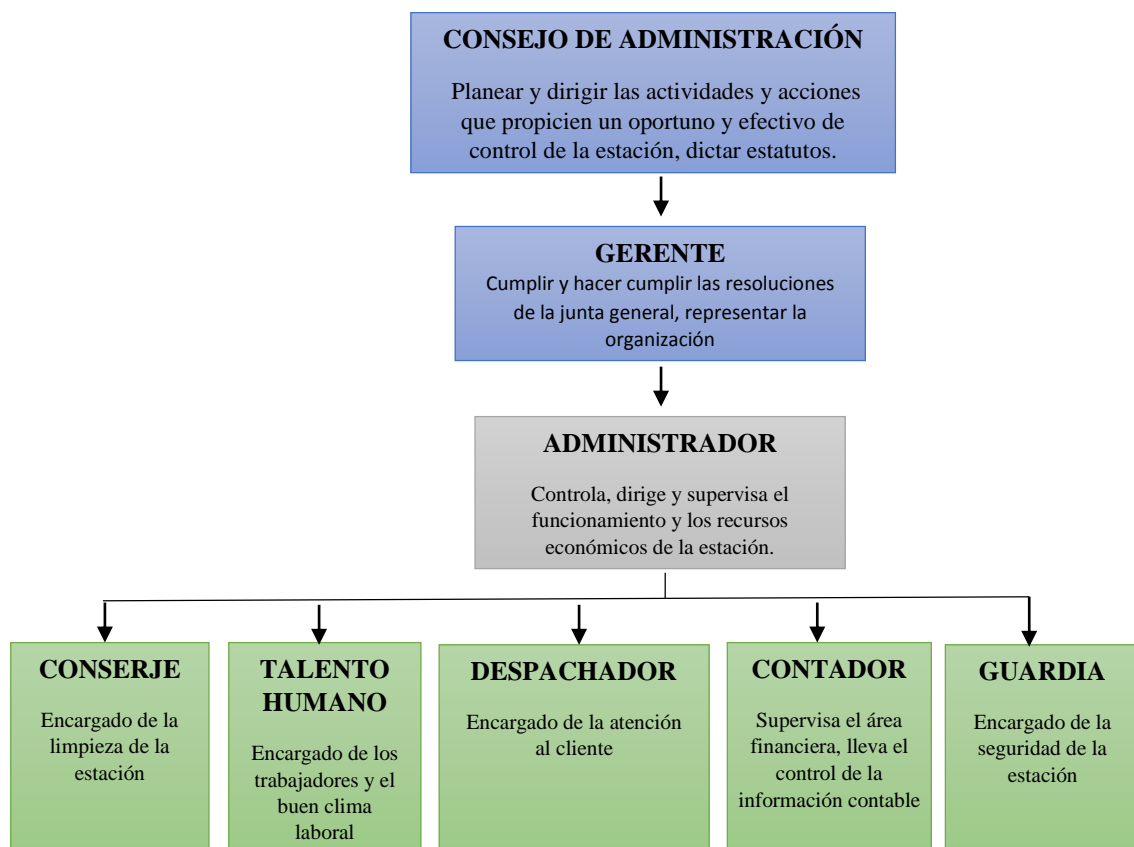 CONSEJO DE ADMINISTRACIÓN
Planear y dirigir las actividades y acciones
que propicien un oportuno y efectivo de
control de la estación, dictar estatutos.
GERENTE
Cumplir y hacer cumplir las resoluciones
de la junta general, representar la
organización
ADMINISTRADOR
Controla, dirige y supervisa el
funcionamiento y los recursos
económicos de la estación.
CONSERJE
Encargado de la
limpieza de la
estación
TALENTO
HUMANO
Encargado de los
trabajadores y el
buen clima
laboral
DESPACHADOR
Encargado de la atención
al cliente
CONTADOR
Supervisa el área
financiera, lleva el
control de la
información contable
GUARDIA
Encargado de la
seguridad de la
estación